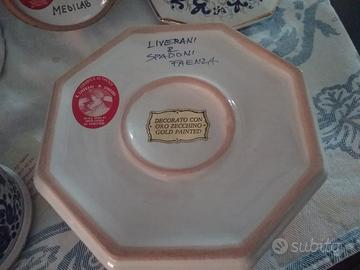 MEDILAB
LIVERANI
&
SPADONI
FAENZA
DECORATO CON
ORO ZECCHINO
GOLD PAINTED
subito